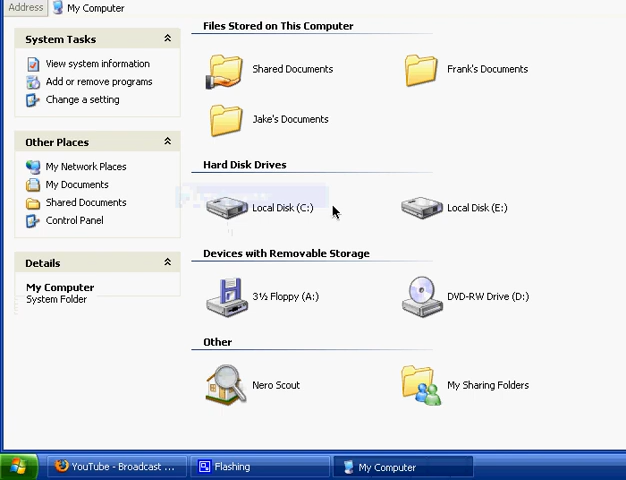 Address My Computer
System Tasks
View system information
Add or remove programs
Change a setting
Other Places
My Network Places
My Documents
Shared Documents
Control Panel
Details
My Computer
System Folder
Files Stored on This Computer
Shared Documents
Frank's Documents
Jake's Documents
Hard Disk Drives
Local Disk (C:)
Local Disk (E:)
Devices with Removable Storage
3½ Floppy (A:)
DVD-RW Drive (D:)
Other
Nero Scout
My Sharing Folders
YouTube - Broadcast ...
Flashing
My Computer